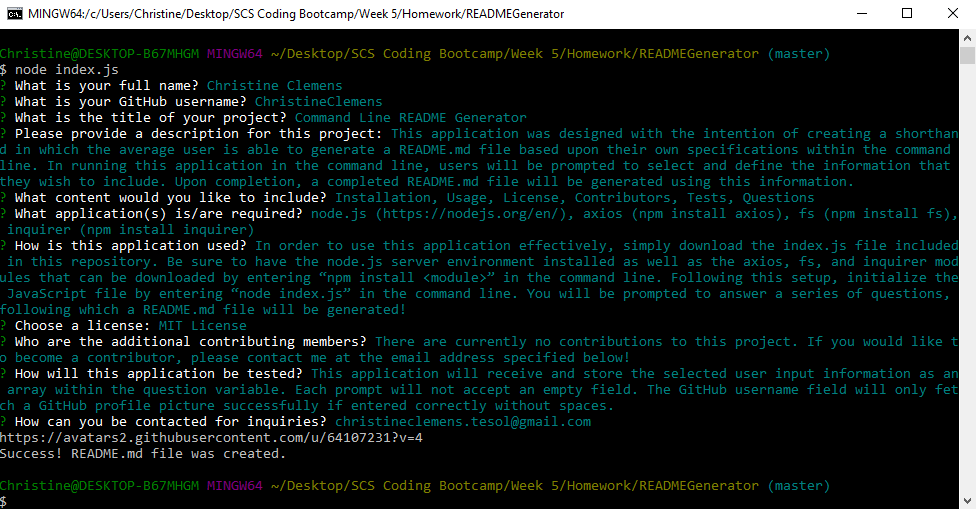 MINGW64:/c/Users/Christine/Desktop/SCS Coding Bootcamp/Week 5/Homework/READMEGenerator
Christine@DESKTOP-B67MHGM MINGW64 ~/Desktop/SCS Coding Bootcamp/Week 5/Homework/READMEGenerator (master)
$ node index.js
? What is your full name? Christine Clemens
? What is your GitHub username? ChristineClemens
? What is the title of your project? Command Line README Generator
? Please provide a description for this project: This application was designed with the intention of creating a shorthan
d in which the average user is able to generate a README.md file based upon their own specifications within the command
line. In running this application in the command line, users will be prompted to select and define the information that
they wish to include. Upon completion, a completed README.md file will be generated using this information.
? What content would you like to include? Installation, Usage, License, Contributors, Tests, Questions
? What application(s) is/are required? node.js (https://nodejs.org/en/), axios (npm install axios), fs (npm install fs),
inquirer (npm install inquirer)
? How is this application used? In order to use this application effectively, simply download the index.js file included
in this repository. Be sure to have the node.js server environment installed as well as the axios, fs, and inquirer mod
ules that can be downloaded by entering “npm install <module>” in the command line. Following this setup, initialize the
JavaScript file by entering “node index.js” in the command line. You will be prompted to answer a series of questions,
following which a README.md file will be generated!
? Choose a license: MIT License
? Who are the additional contributing members? There are currently no contributions to this project. If you would like t
o become a contributor, please contact me at the email address specified below!
? How will this application be tested? This application will receive and store the selected user input information as an
array within the question variable. Each prompt will not accept an empty field. The GitHub username field will only fet
ch a GitHub profile picture successfully if entered correctly without spaces.
? How can you be contacted for inquiries? christineclemens.tesol@gmail.com
https://avatars2.githubusercontent.com/u/64107231?v=4
Success! README.md file was created.
Christine@DESKTOP-B67MHGM MINGW64 ~/Desktop/SCS Coding Bootcamp/Week 5/Homework/READMEGenerator (master)
$